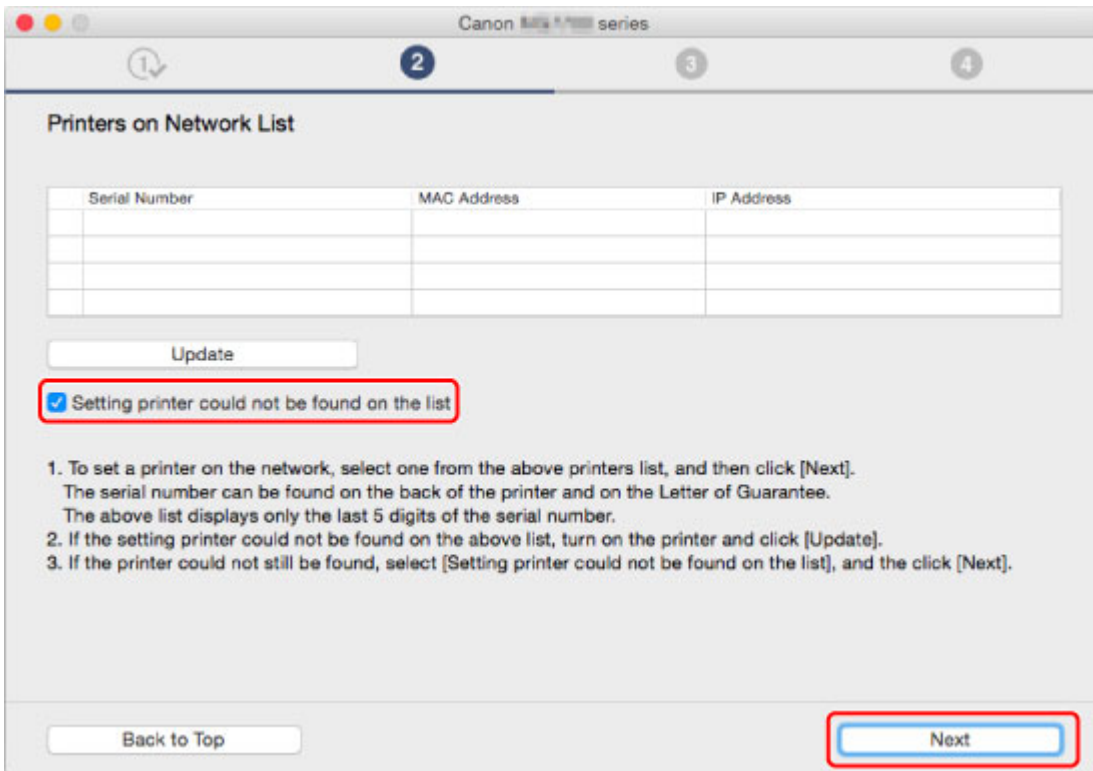 Canon series
1 2 3 4
Printers on Network List
Serial Number MAC Address IP Address
Update
Setting printer could not be found on the list
1. To set a printer on the network, select one from the above printers list, and then click [Next].
The serial number can be found on the back of the printer and on the Letter of Guarantee.
The above list displays only the last 5 digits of the serial number.
2. If the setting printer could not be found on the above list, turn on the printer and click [Update].
3. If the printer could not still be found, select [Setting printer could not be found on the list], and the click [Next].
Back to Top Next